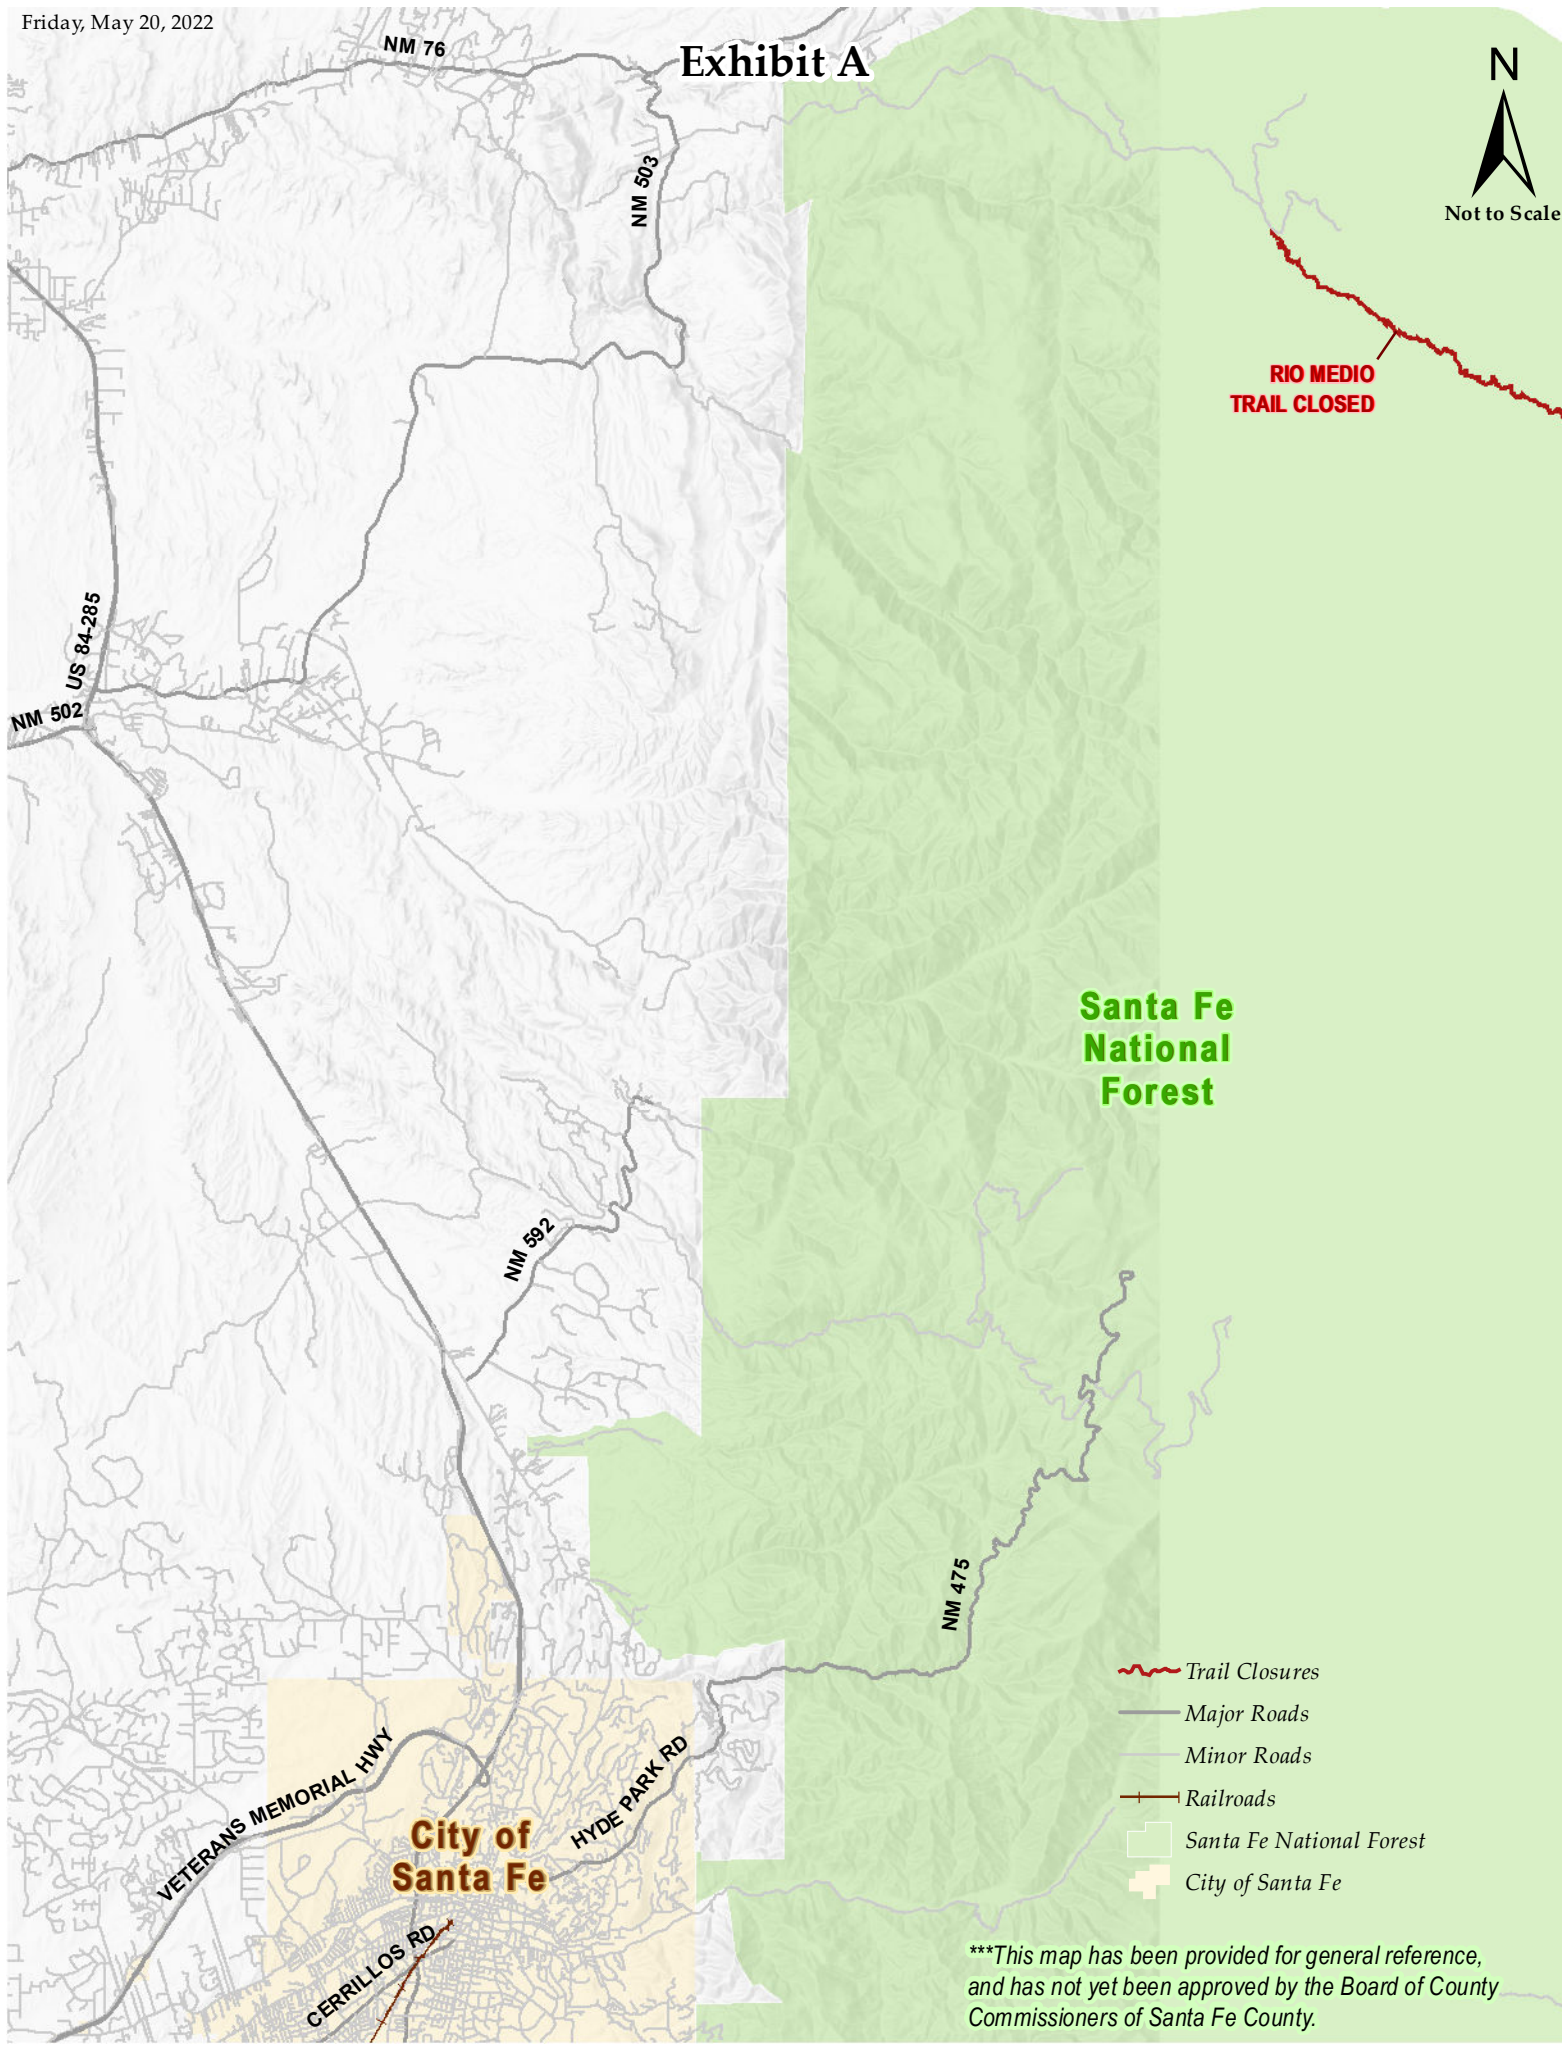 Friday, May 20, 2022
Exhibit A
N
Not to Scale
NM 76
NM 503
RIO MEDIO
TRAIL CLOSED
US 84-285
NM 502
Santa Fe
National
Forest
NM 592
NM 475
VETERANS MEMORIAL HWY
HYDE PARK RD
City of
Santa Fe
CERRILLOS RD
Trail Closures
Major Roads
Minor Roads
Railroads
Santa Fe National Forest
City of Santa Fe
***This map has been provided for general reference,
and has not yet been approved by the Board of County
Commissioners of Santa Fe County.